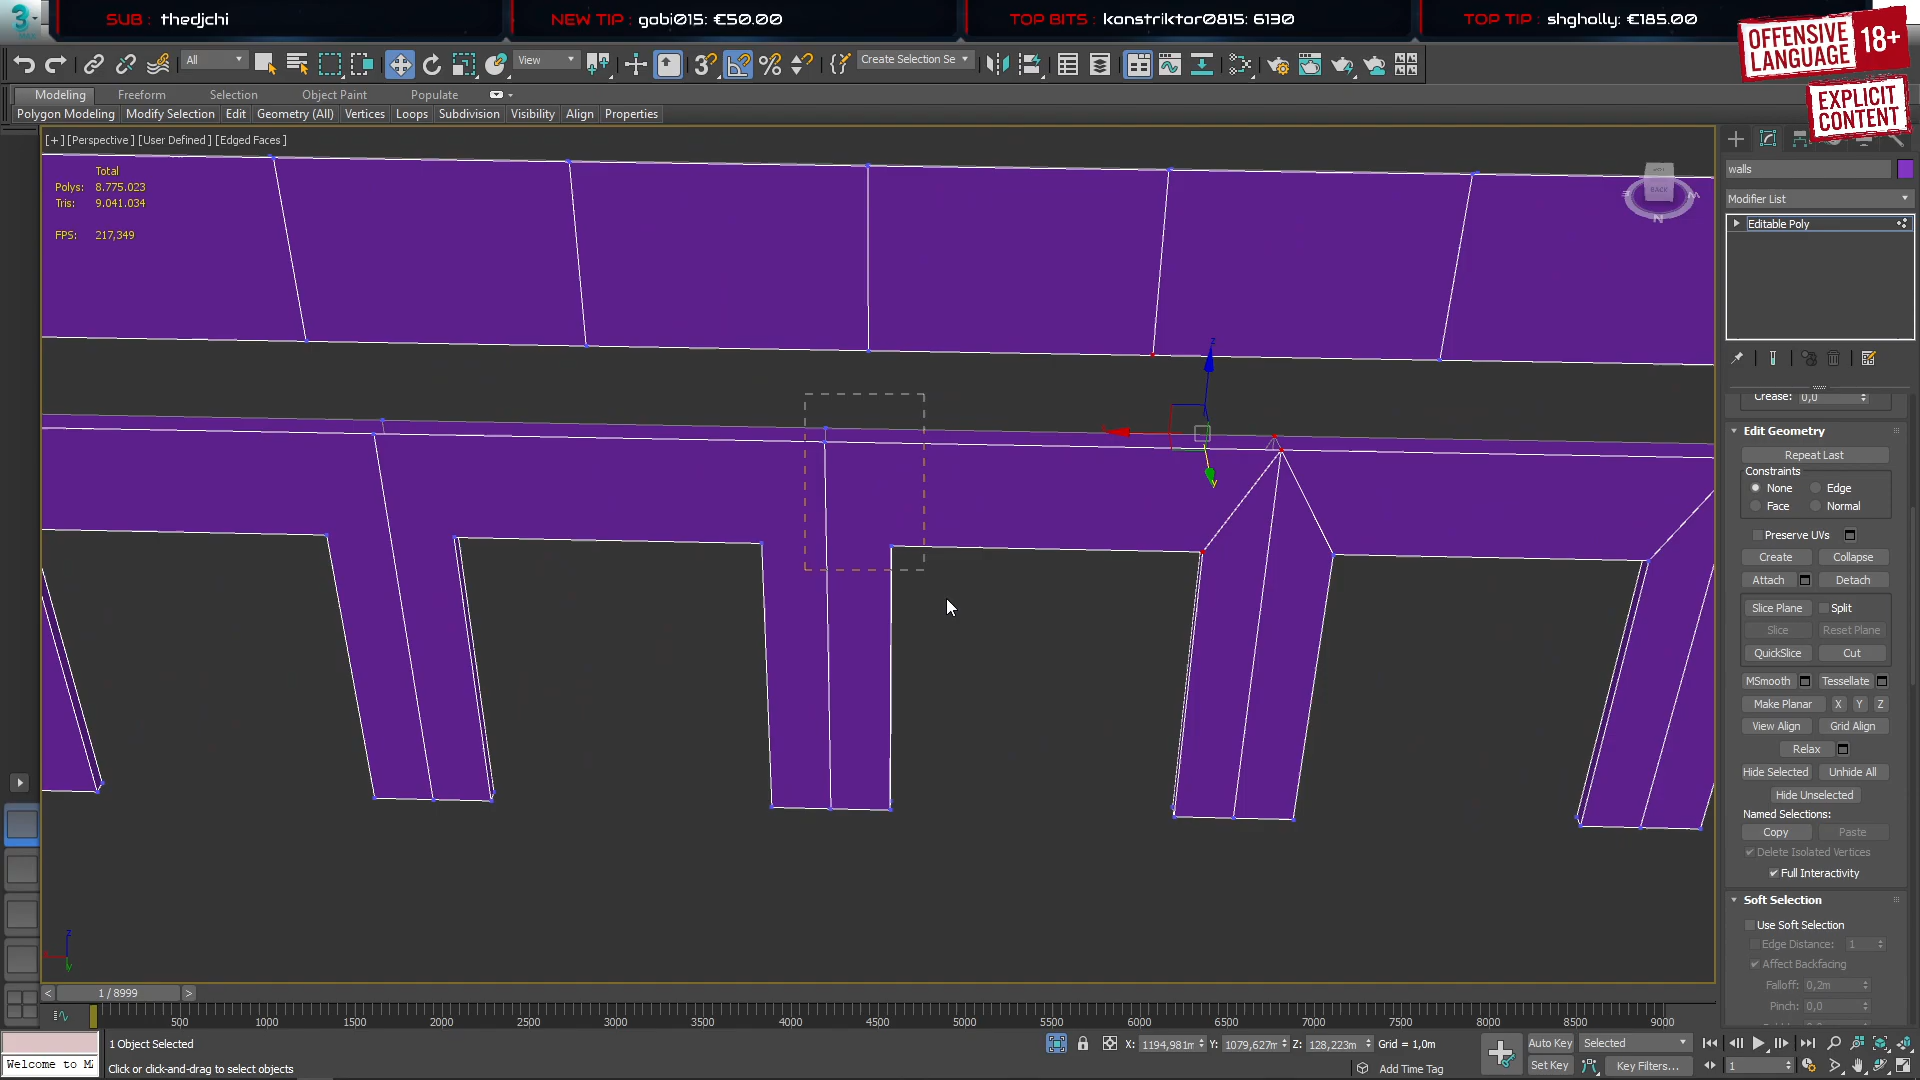 SUB : thedjchi
NEW TIP : gabi015: €50.00
TOP BITS : konstriktor0815: 6130
TOP TIP : shgholly: €185.00
OFFENSIVE LANGUAGE 18+
EXPLICIT CONTENT
All
View
Create Selection Se
Modeling
Freeform
Selection
Object Paint
Populate
Polygon Modeling
Modify Selection
Edit
Geometry (All)
Vertices
Loops
Subdivision
Visibility
Align
Properties
[+] [Perspective ] [User Defined ] [Edged Faces ]
Total
Polys: 8.775.023
Tris: 9.041.034
FPS: 217,349
BACK
N
walls
Modifier List
Editable Poly
Crease: 0,0
Edit Geometry
Repeat Last
Constraints
None
Edge
Face
Normal
Preserve UVs
Create
Collapse
Attach
Detach
Slice Plane
Split
Slice
Reset Plane
QuickSlice
Cut
MSmooth
Tessellate
Make Planar
X
Y
Z
View Align
Grid Align
Relax
Hide Selected
Unhide All
Hide Unselected
Named Selections:
Copy
Paste
Delete Isolated Vertices
Full Interactivity
Soft Selection
Use Soft Selection
Edge Distance: 1
Affect Backfacing
Falloff: 0,2m
Pinch: 0,0
z
y
z
y
< 1 / 8999 >
500 1000 1500 2000 2500 3000 3500 4000 4500 5000 5500 6000 6500 7000 7500 8000 8500 9000
Welcome to M
1 Object Selected
Click or click-and-drag to select objects
X: 1194,981m
Y: 1079,627m
Z: 128,223m
Grid = 1,0m
Add Time Tag
Auto Key
Selected
Set Key
Key Filters...
1